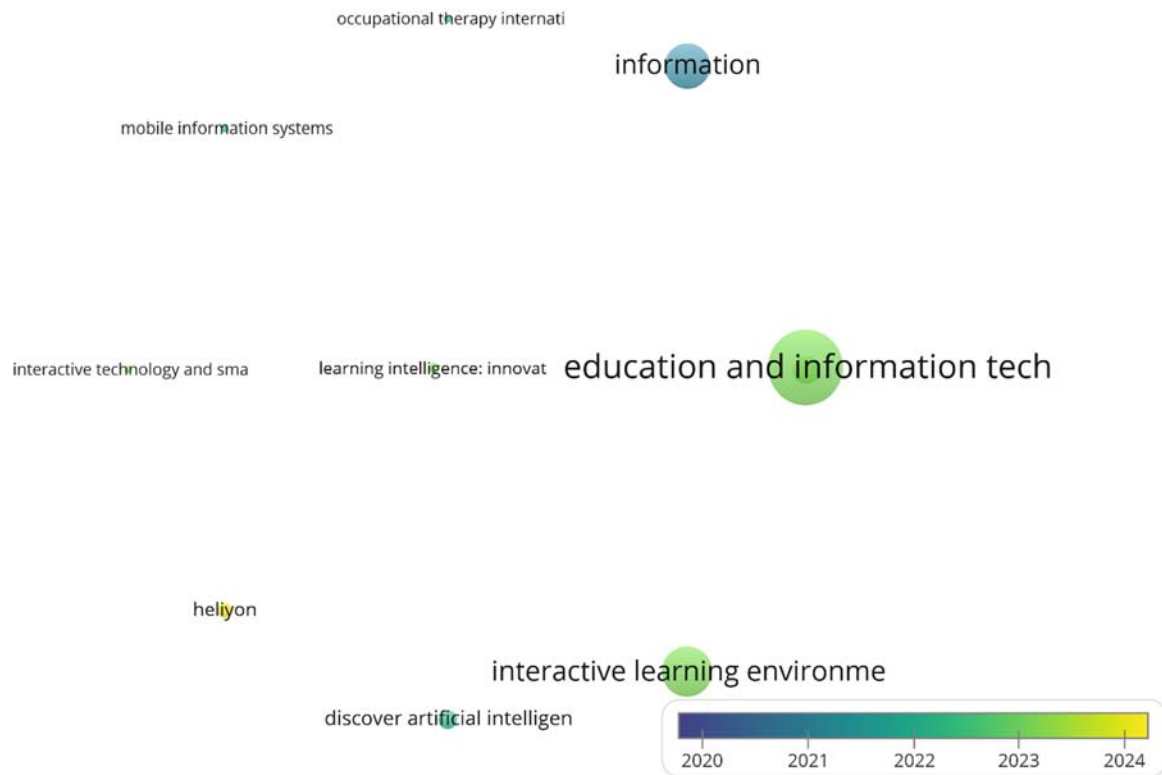 occupational therapy internati
information
mobile information systems
interactive technology and sma
learning intelligence: innovat
education and information tech
heliyon
interactive learning environme
discover artificial intelligen
2020 2021 2022 2023 2024